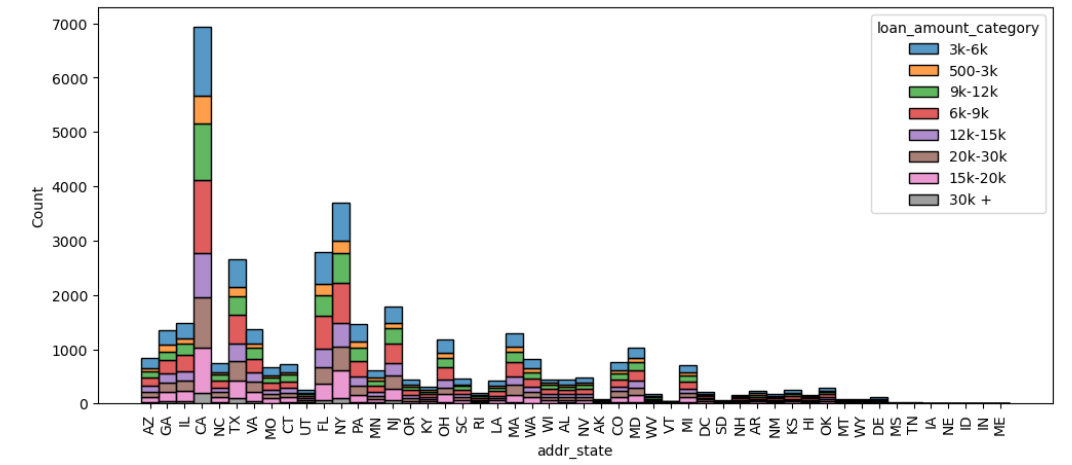 7000
6000
5000
4000
3000
2000
1000
0
Count
loan_amount_category
3k-6k
500-3k
9k-12k
6k-9k
12k-15k
20k-30k
15k-20k
30k +
AZ
GA
IL
CA
NC
TX
VA
MO
CT
UT
FL
NY
PA
MN
NJ
OR
KY
OH
SC
RI
LA
MA
WA
WI
AL
NV
AK
CO
MD
WV
VT
MI
DC
SD
NH
AR
NM
KS
HI
OK
MT
WY
DE
MS
TN
IA
NE
ID
IN
ME
addr_state